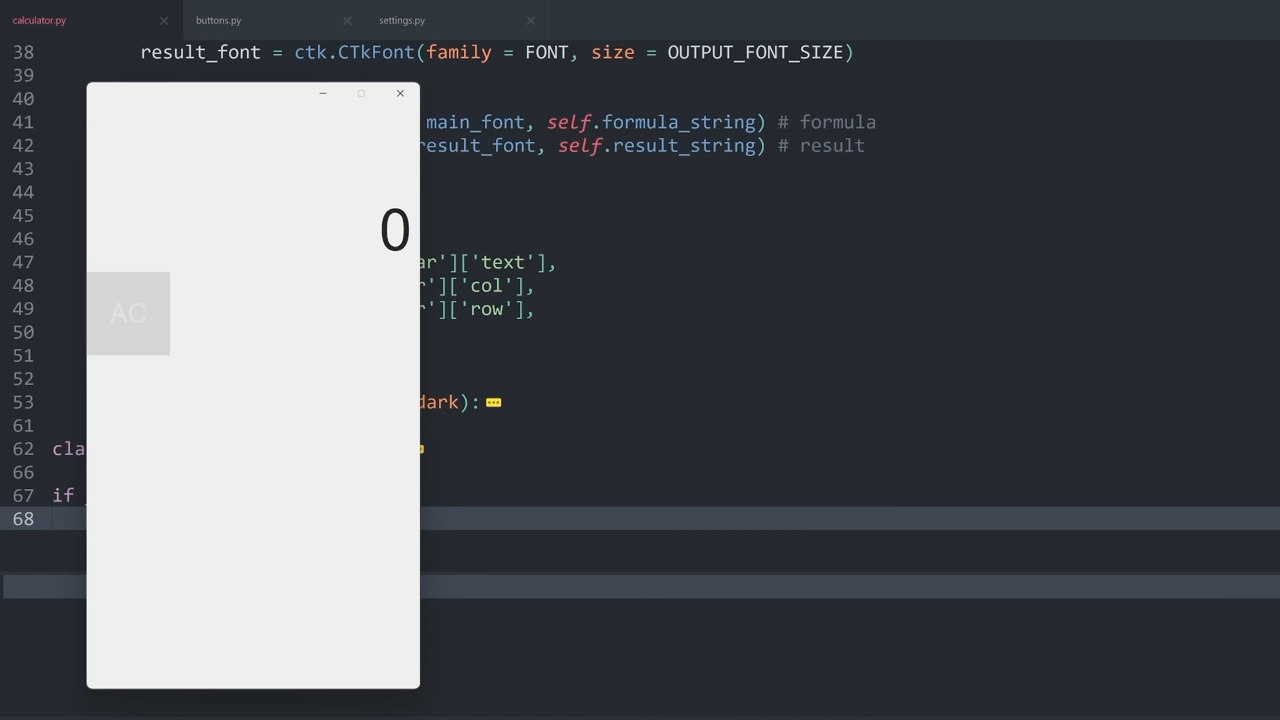 calculator.py buttons.py settings.py
38 result_font = ctk.CTkFont(family = FONT, size = OUTPUT_FONT_SIZE)
39
40
41 main_font, self.formula_string) # formula
42 result_font, self.result_string) # result
43
44
45
46
47 ar']['text'],
48 r']['col'],
49 r']['row'],
50
51
52
53 dark):
61
62 cla
66
67 if
68
0
AC